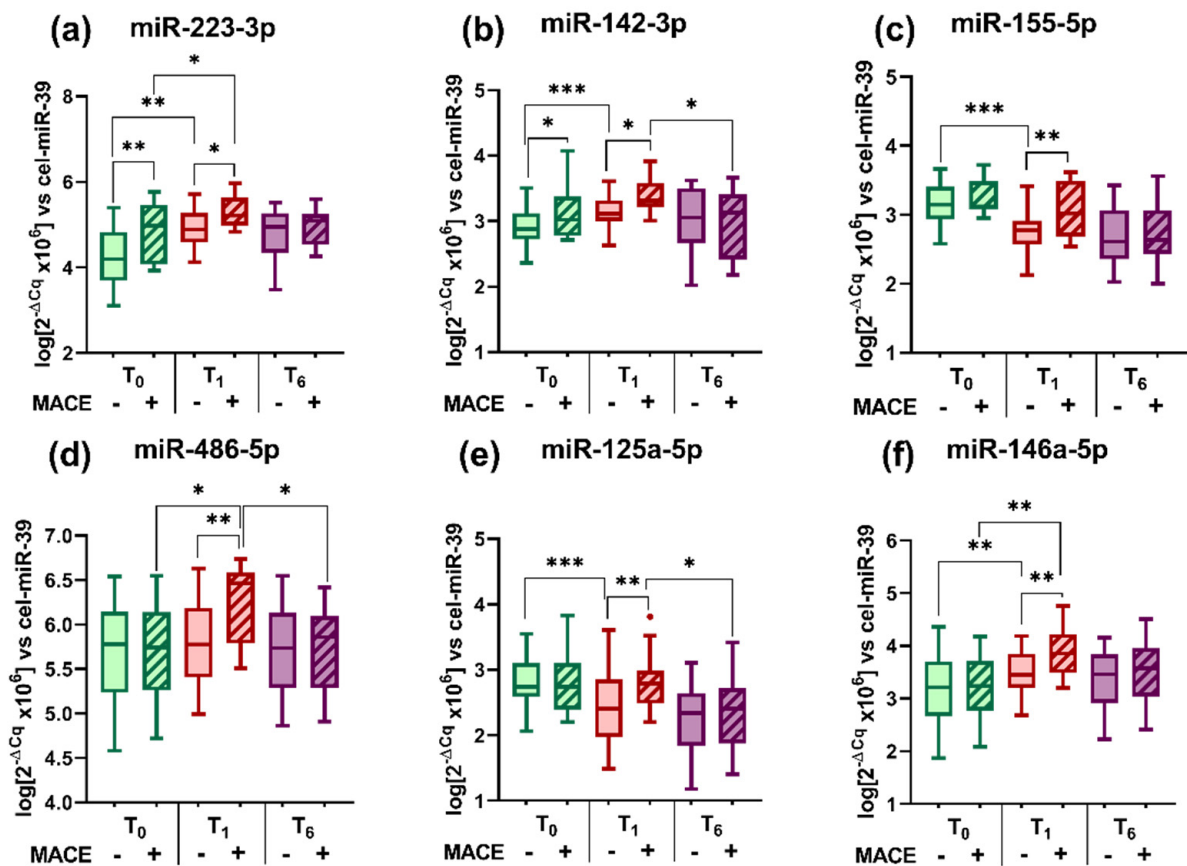 (a) miR-223-3p
log[2^-ΔCq x10^6] vs cel-miR-39
8
6
4
2
* ** ** *
T0 T1 T6
MACE - + - + - +
(b) miR-142-3p
log[2^-ΔCq x10^6] vs cel-miR-39
5
4
3
2
1
*** * * *
T0 T1 T6
MACE - + - + - +
(c) miR-155-5p
log[2^-ΔCq x10^6] vs cel-miR-39
5
4
3
2
1
*** **
T0 T1 T6
MACE - + - + - +
(d) miR-486-5p
log[2^-ΔCq x10^6] vs cel-miR-39
7.0
6.5
6.0
5.5
5.0
4.5
4.0
* ** *
T0 T1 T6
MACE - + - + - +
(e) miR-125a-5p
log[2^-ΔCq x10^6] vs cel-miR-39
5
4
3
2
1
*** ** *
T0 T1 T6
MACE - + - + - +
(f) miR-146a-5p
log[2^-ΔCq x10^6] vs cel-miR-39
6
5
4
3
2
1
** ** **
T0 T1 T6
MACE - + - + - +